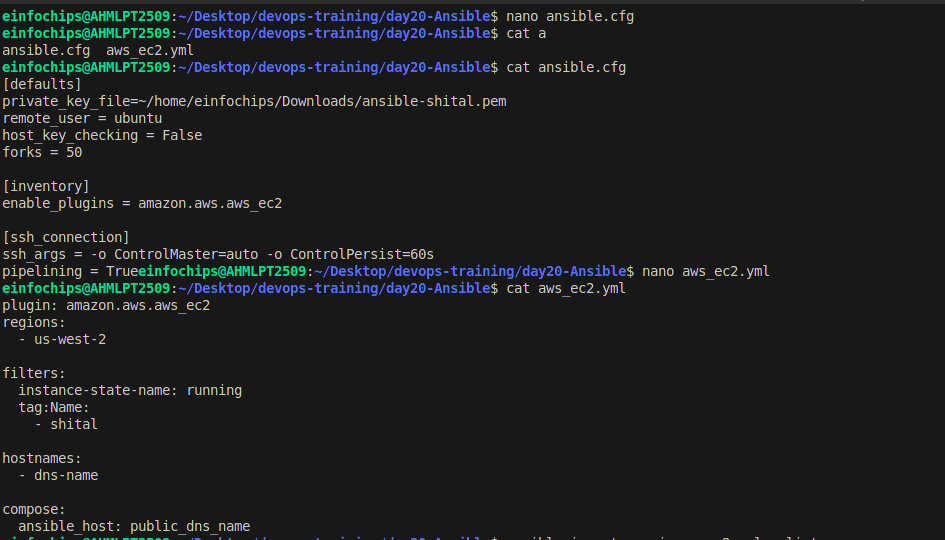 einfochips@AHMLPT2509:~/Desktop/devops-training/day20-Ansible$ nano ansible.cfg
einfochips@AHMLPT2509:~/Desktop/devops-training/day20-Ansible$ cat a
ansible.cfg  aws_ec2.yml
einfochips@AHMLPT2509:~/Desktop/devops-training/day20-Ansible$ cat ansible.cfg
[defaults]
private_key_file=~/home/einfochips/Downloads/ansible-shital.pem
remote_user = ubuntu
host_key_checking = False
forks = 50

[inventory]
enable_plugins = amazon.aws.aws_ec2

[ssh_connection]
ssh_args = -o ControlMaster=auto -o ControlPersist=60s
pipelining = Trueeinfochips@AHMLPT2509:~/Desktop/devops-training/day20-Ansible$ nano aws_ec2.yml
einfochips@AHMLPT2509:~/Desktop/devops-training/day20-Ansible$ cat aws_ec2.yml
plugin: amazon.aws.aws_ec2
regions:
  - us-west-2

filters:
  instance-state-name: running
  tag:Name:
    - shital

hostnames:
  - dns-name

compose:
  ansible_host: public_dns_name